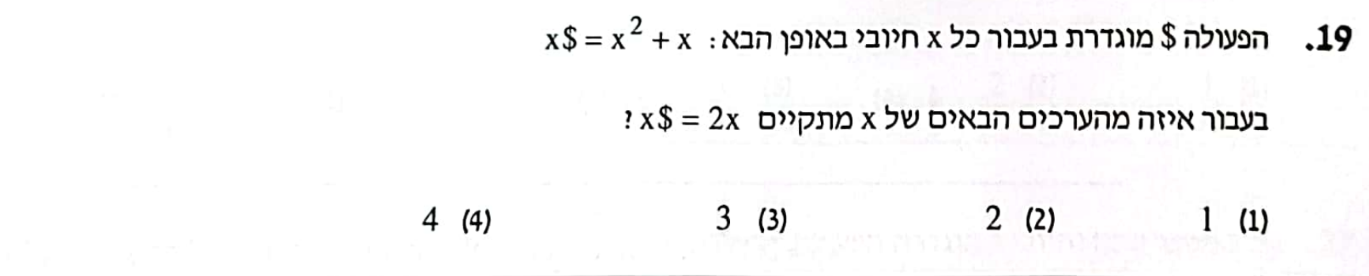 19. הפעולה $ מוגדרת בעבור כל x חיובי באופן הבא: x$ = x² + x
בעבור איזה מהערכים הבאים של x מתקיים x$ = 2x ?
(1) 1 (2) 2 (3) 3 (4) 4